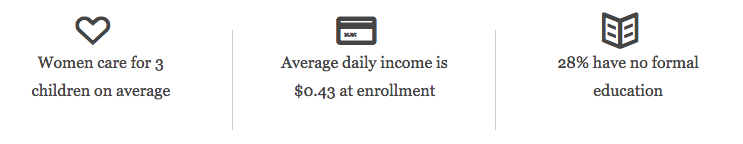 Women care for 3
children on average
Average daily income is
$0.43 at enrollment
28% have no formal
education